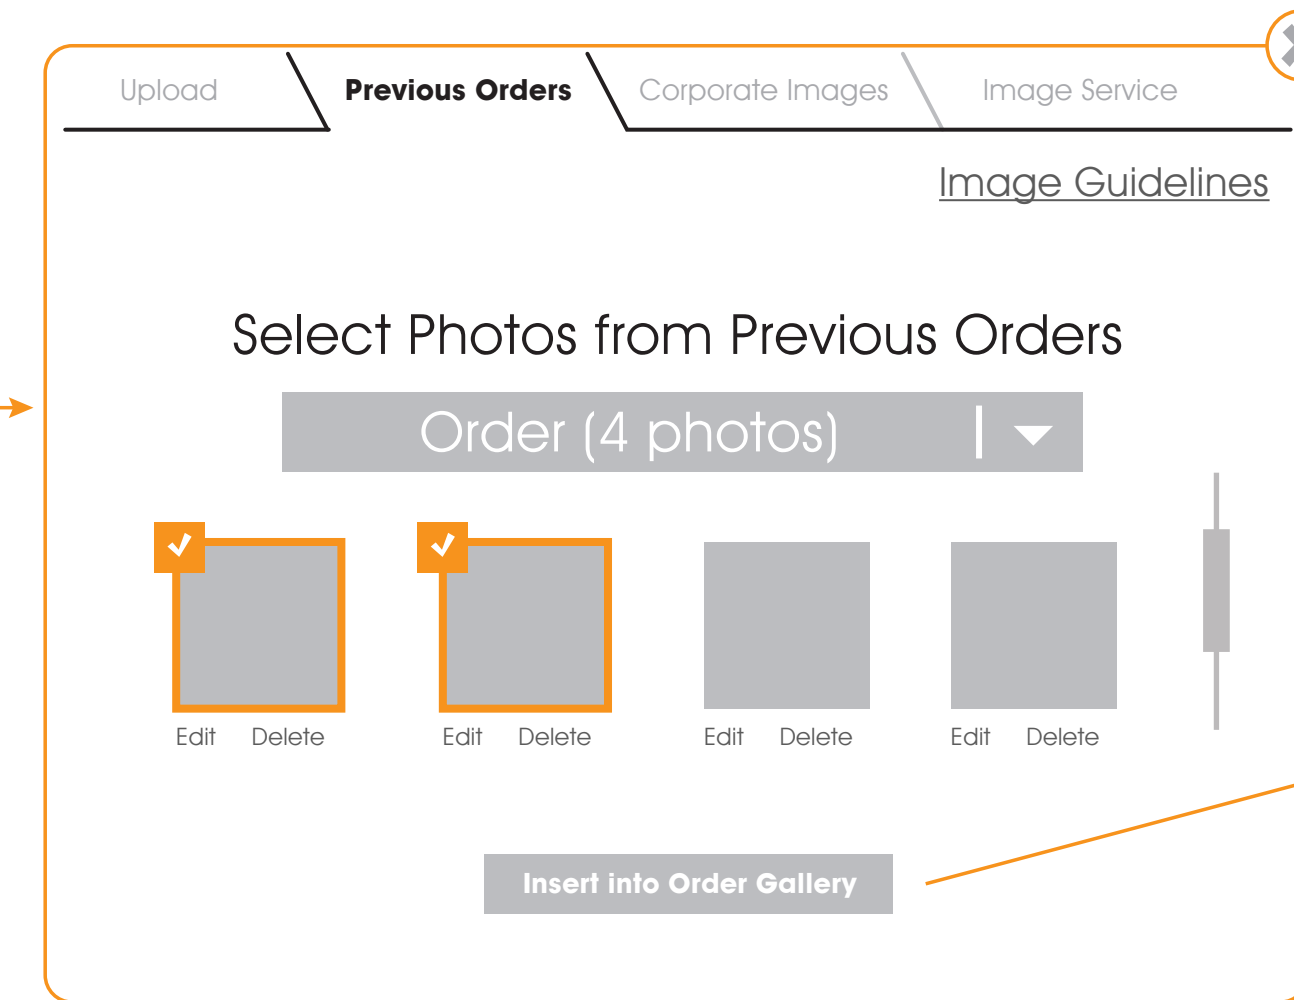 Upload Previous Orders Corporate Images Image Service
Image Guidelines
Select Photos from Previous Orders
Order (4 photos)
Edit Delete Edit Delete Edit Delete Edit Delete
Insert into Order Gallery